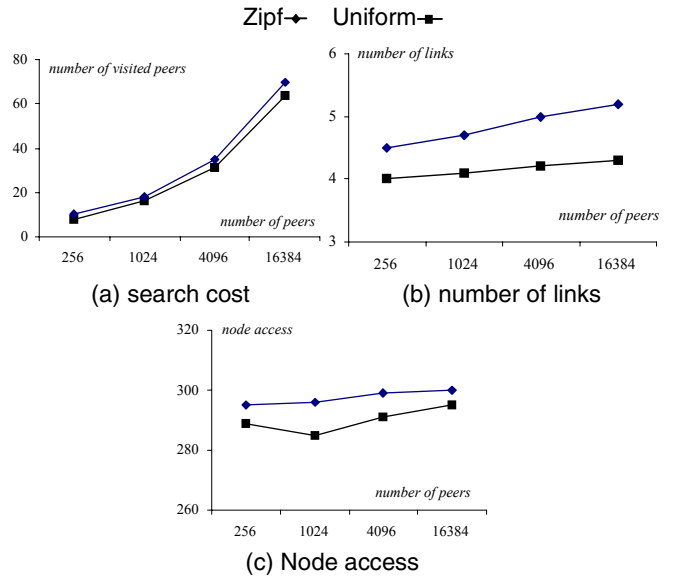 Zipf Uniform
80
number of visited peers
60
40
20
number of peers
0
256 1024 4096 16384
(a) search cost
6
number of links
5
4
number of peers
3
256 1024 4096 16384
(b) number of links
320
node access
300
280
number of peers
260
256 1024 4096 16384
(c) Node access